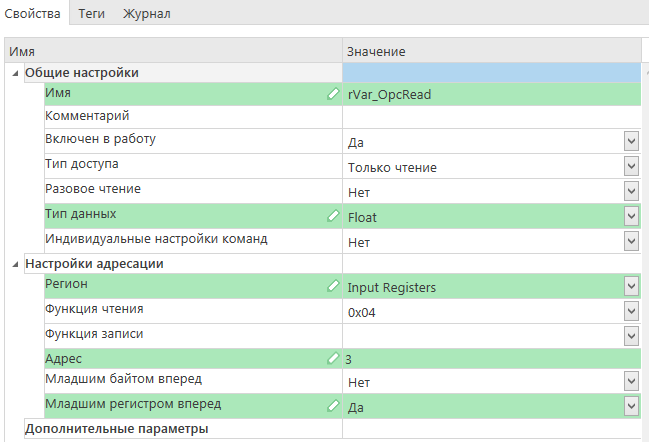 Свойства Теги Журнал
Имя Значение
Общие настройки
Имя rVar_OpcRead
Комментарий
Включен в работу Да
Тип доступа Только чтение
Разовое чтение Нет
Тип данных Float
Индивидуальные настройки команд Нет
Настройки адресации
Регион Input Registers
Функция чтения 0x04
Функция записи
Адрес 3
Младшим байтом вперед Нет
Младшим регистром вперед Да
Дополнительные параметры